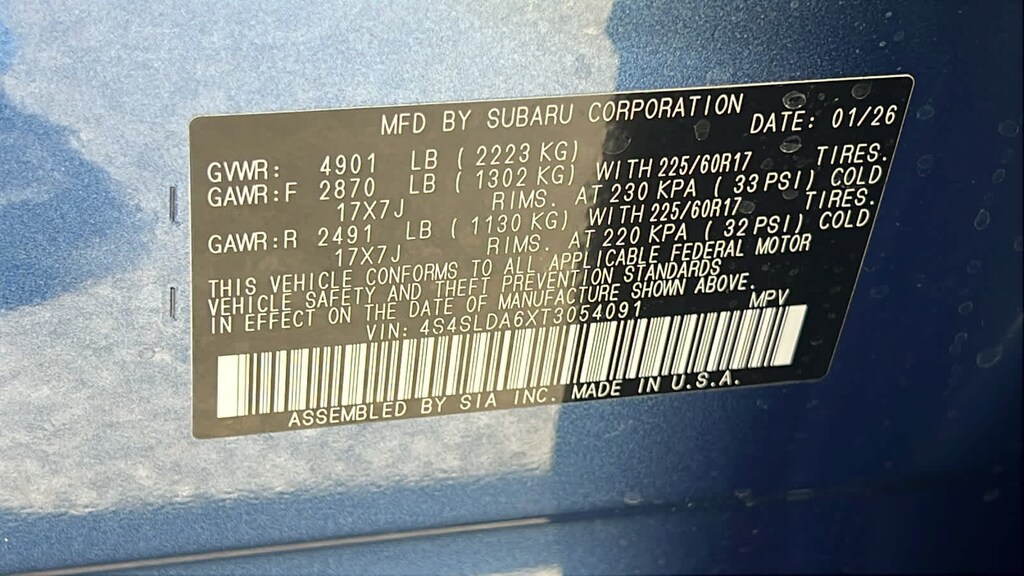 MFD BY SUBARU CORPORATION DATE: 01/26
GVWR: 4901 LB ( 2223 KG)
GAWR:F 2870 LB ( 1302 KG) WITH 225/60R17 TIRES.
17X7J RIMS. AT 230 KPA ( 33 PSI) COLD
GAWR:R 2491 LB ( 1130 KG) WITH 225/60R17 TIRES.
17X7J RIMS. AT 220 KPA ( 32 PSI) COLD
THIS VEHICLE CONFORMS TO ALL APPLICABLE FEDERAL MOTOR
VEHICLE SAFETY AND THEFT PREVENTION STANDARDS
IN EFFECT ON THE DATE OF MANUFACTURE SHOWN ABOVE.
VIN: 4S4SLDA6XT3054091 MPV
ASSEMBLED BY SIA INC. MADE IN U.S.A.